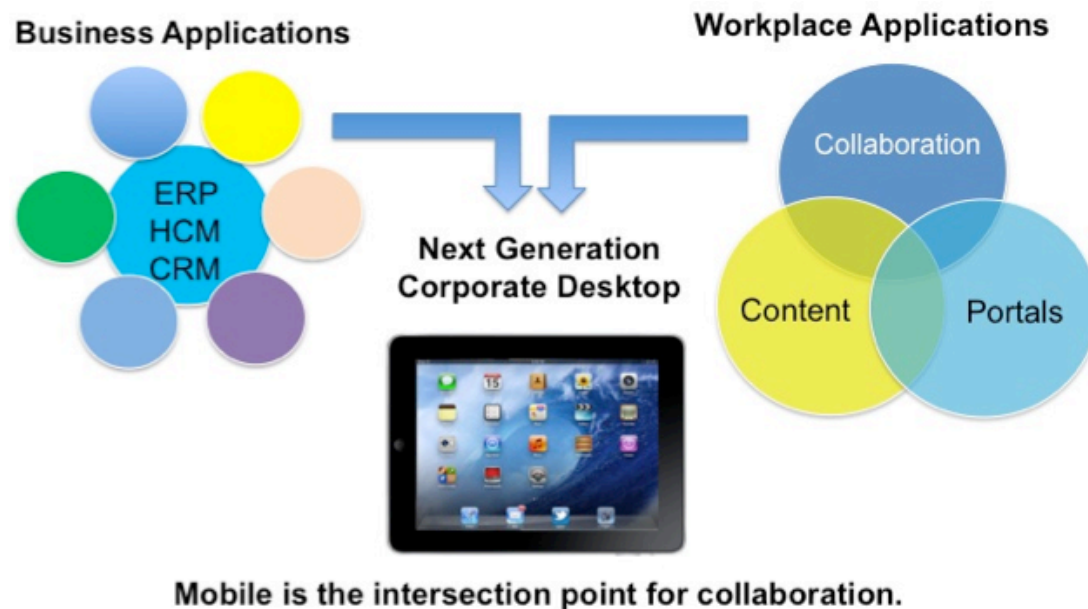 Business Applications
Workplace Applications
ERP
HCM
CRM
Collaboration
Content
Portals
Next Generation
Corporate Desktop
15
Mobile is the intersection point for collaboration.